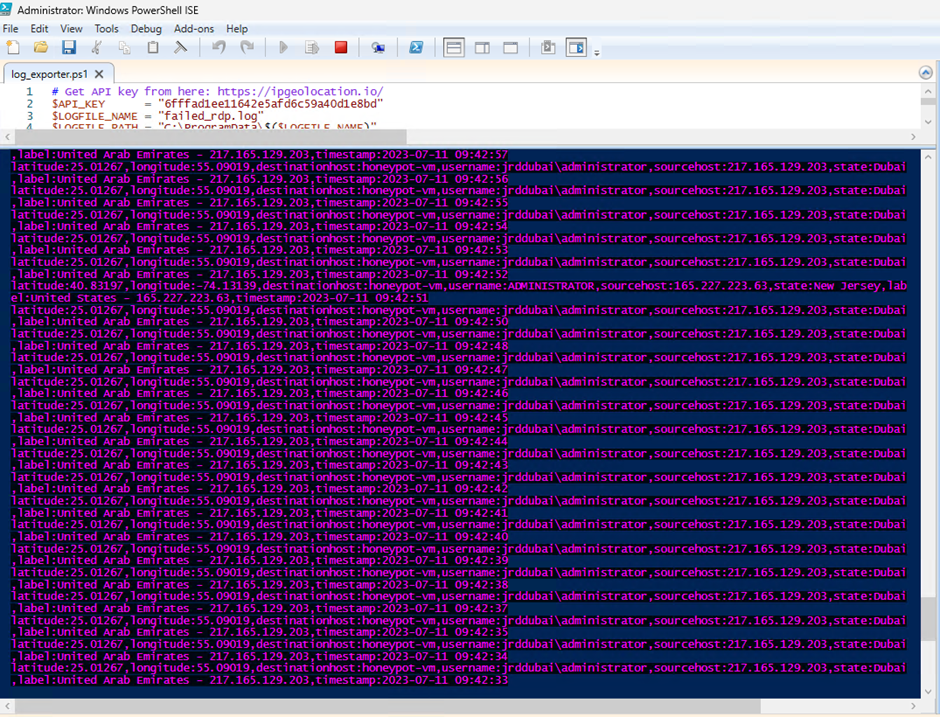 Administrator: Windows PowerShell ISE
File Edit View Tools Debug Add-ons Help
log_exporter.ps1
1 # Get API key from here: https://ipgeolocation.io/
2 $API_KEY = "6fffad1ee11642e5afd6c59a40d1e8bd"
3 $LOGFILE_NAME = "failed_rdp.log"
4 $LOGFILE_PATH = "C:\ProgramData\$($LOGFILE_NAME)"
,label:United Arab Emirates - 217.165.129.203,timestamp:2023-07-11 09:42:57
latitude:25.01267,longitude:55.09019,destinationhost:honeypot-vm,username:jrddubai\administrator,sourcehost:217.165.129.203,state:Dubai
,label:United Arab Emirates - 217.165.129.203,timestamp:2023-07-11 09:42:56
latitude:25.01267,longitude:55.09019,destinationhost:honeypot-vm,username:jrddubai\administrator,sourcehost:217.165.129.203,state:Dubai
,label:United Arab Emirates - 217.165.129.203,timestamp:2023-07-11 09:42:55
latitude:25.01267,longitude:55.09019,destinationhost:honeypot-vm,username:jrddubai\administrator,sourcehost:217.165.129.203,state:Dubai
,label:United Arab Emirates - 217.165.129.203,timestamp:2023-07-11 09:42:54
latitude:25.01267,longitude:55.09019,destinationhost:honeypot-vm,username:jrddubai\administrator,sourcehost:217.165.129.203,state:Dubai
,label:United Arab Emirates - 217.165.129.203,timestamp:2023-07-11 09:42:53
latitude:25.01267,longitude:55.09019,destinationhost:honeypot-vm,username:jrddubai\administrator,sourcehost:217.165.129.203,state:Dubai
,label:United Arab Emirates - 217.165.129.203,timestamp:2023-07-11 09:42:52
latitude:40.83197,longitude:-74.13139,destinationhost:honeypot-vm,username:ADMINISTRATOR,sourcehost:165.227.223.63,state:New Jersey,lab
el:United States - 165.227.223.63,timestamp:2023-07-11 09:42:51
latitude:25.01267,longitude:55.09019,destinationhost:honeypot-vm,username:jrddubai\administrator,sourcehost:217.165.129.203,state:Dubai
,label:United Arab Emirates - 217.165.129.203,timestamp:2023-07-11 09:42:50
latitude:25.01267,longitude:55.09019,destinationhost:honeypot-vm,username:jrddubai\administrator,sourcehost:217.165.129.203,state:Dubai
,label:United Arab Emirates - 217.165.129.203,timestamp:2023-07-11 09:42:48
latitude:25.01267,longitude:55.09019,destinationhost:honeypot-vm,username:jrddubai\administrator,sourcehost:217.165.129.203,state:Dubai
,label:United Arab Emirates - 217.165.129.203,timestamp:2023-07-11 09:42:47
latitude:25.01267,longitude:55.09019,destinationhost:honeypot-vm,username:jrddubai\administrator,sourcehost:217.165.129.203,state:Dubai
,label:United Arab Emirates - 217.165.129.203,timestamp:2023-07-11 09:42:46
latitude:25.01267,longitude:55.09019,destinationhost:honeypot-vm,username:jrddubai\administrator,sourcehost:217.165.129.203,state:Dubai
,label:United Arab Emirates - 217.165.129.203,timestamp:2023-07-11 09:42:45
latitude:25.01267,longitude:55.09019,destinationhost:honeypot-vm,username:jrddubai\administrator,sourcehost:217.165.129.203,state:Dubai
,label:United Arab Emirates - 217.165.129.203,timestamp:2023-07-11 09:42:44
latitude:25.01267,longitude:55.09019,destinationhost:honeypot-vm,username:jrddubai\administrator,sourcehost:217.165.129.203,state:Dubai
,label:United Arab Emirates - 217.165.129.203,timestamp:2023-07-11 09:42:43
latitude:25.01267,longitude:55.09019,destinationhost:honeypot-vm,username:jrddubai\administrator,sourcehost:217.165.129.203,state:Dubai
,label:United Arab Emirates - 217.165.129.203,timestamp:2023-07-11 09:42:42
latitude:25.01267,longitude:55.09019,destinationhost:honeypot-vm,username:jrddubai\administrator,sourcehost:217.165.129.203,state:Dubai
,label:United Arab Emirates - 217.165.129.203,timestamp:2023-07-11 09:42:41
latitude:25.01267,longitude:55.09019,destinationhost:honeypot-vm,username:jrddubai\administrator,sourcehost:217.165.129.203,state:Dubai
,label:United Arab Emirates - 217.165.129.203,timestamp:2023-07-11 09:42:40
latitude:25.01267,longitude:55.09019,destinationhost:honeypot-vm,username:jrddubai\administrator,sourcehost:217.165.129.203,state:Dubai
,label:United Arab Emirates - 217.165.129.203,timestamp:2023-07-11 09:42:39
latitude:25.01267,longitude:55.09019,destinationhost:honeypot-vm,username:jrddubai\administrator,sourcehost:217.165.129.203,state:Dubai
,label:United Arab Emirates - 217.165.129.203,timestamp:2023-07-11 09:42:38
latitude:25.01267,longitude:55.09019,destinationhost:honeypot-vm,username:jrddubai\administrator,sourcehost:217.165.129.203,state:Dubai
,label:United Arab Emirates - 217.165.129.203,timestamp:2023-07-11 09:42:37
latitude:25.01267,longitude:55.09019,destinationhost:honeypot-vm,username:jrddubai\administrator,sourcehost:217.165.129.203,state:Dubai
,label:United Arab Emirates - 217.165.129.203,timestamp:2023-07-11 09:42:35
latitude:25.01267,longitude:55.09019,destinationhost:honeypot-vm,username:jrddubai\administrator,sourcehost:217.165.129.203,state:Dubai
,label:United Arab Emirates - 217.165.129.203,timestamp:2023-07-11 09:42:34
latitude:25.01267,longitude:55.09019,destinationhost:honeypot-vm,username:jrddubai\administrator,sourcehost:217.165.129.203,state:Dubai
,label:United Arab Emirates - 217.165.129.203,timestamp:2023-07-11 09:42:33